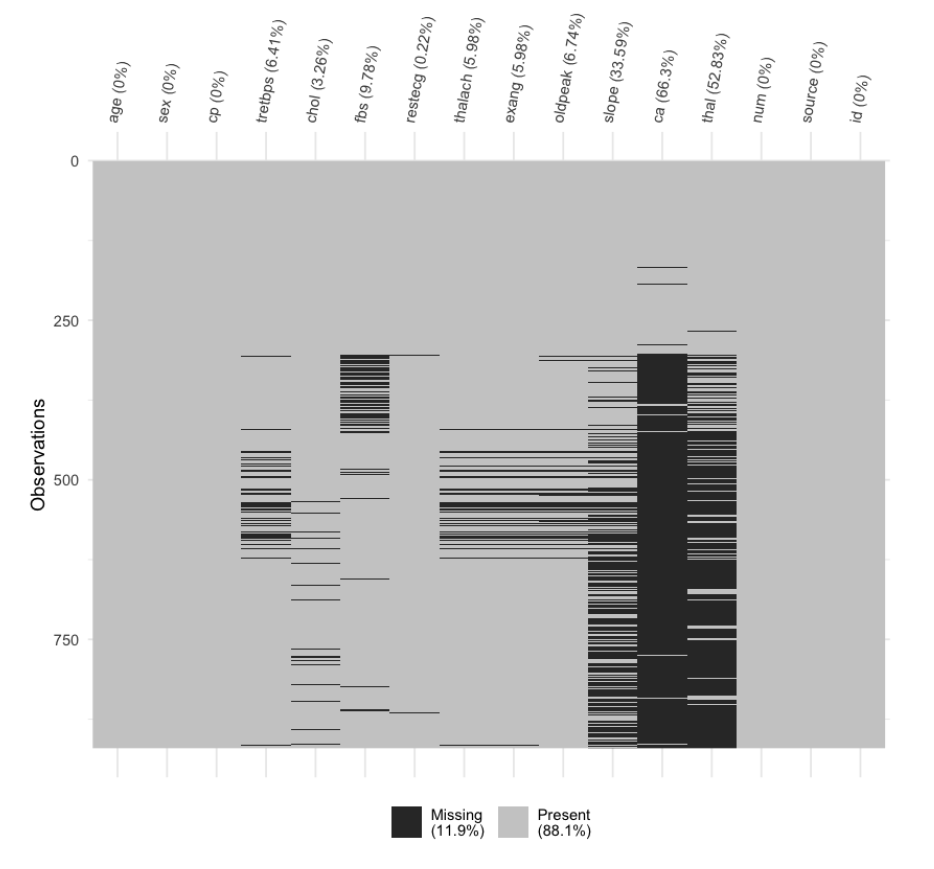 age (0%)
sex (0%)
cp (0%)
tretbps (6.41%)
chol (3.26%)
fbs (9.78%)
restecg (0.22%)
thalach (5.98%)
exang (5.98%)
oldpeak (6.74%)
slope (33.59%)
ca (66.3%)
thal (52.83%)
num (0%)
source (0%)
id (0%)
0
250
500
750
Observations
Missing
(11.9%)
Present
(88.1%)